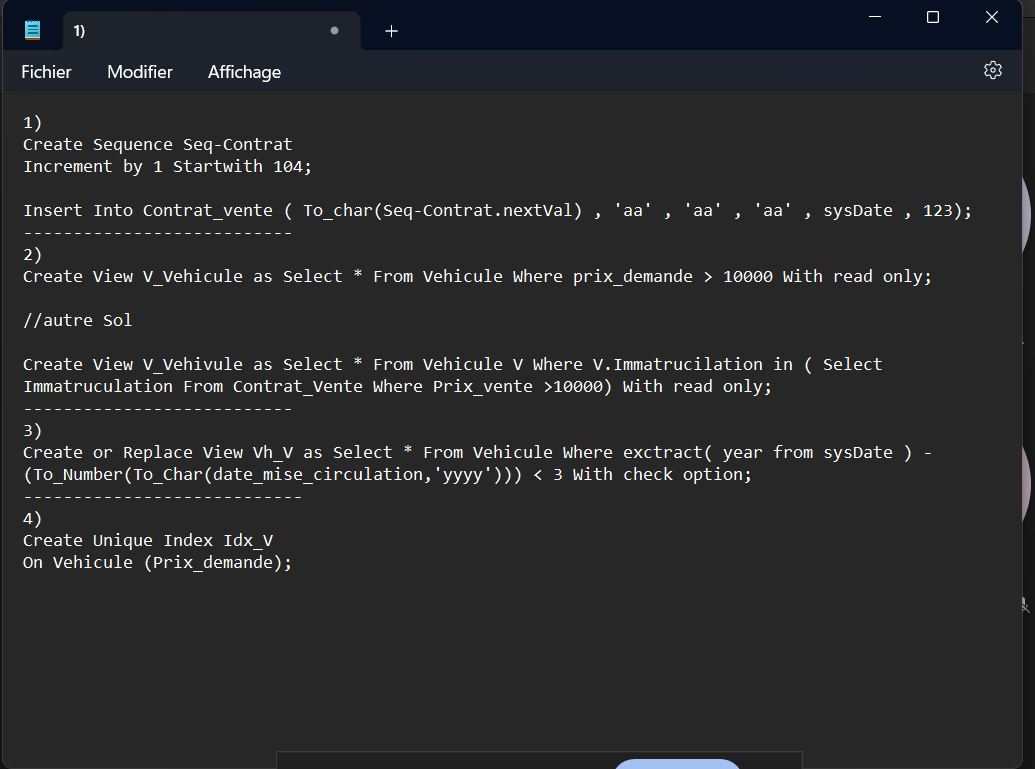 1)
Fichier Modifier Affichage
1)
Create Sequence Seq-Contrat
Increment by 1 Startwith 104;
Insert Into Contrat_vente ( To_char(Seq-Contrat.nextVal) , 'aa' , 'aa' , 'aa' , sysDate , 123);
---------------------------
2)
Create View V_Vehicule as Select * From Vehicule Where prix_demande > 10000 With read only;
//autre Sol
Create View V_Vehivule as Select * From Vehicule V Where V.Immatrucilation in ( Select
Immatruculation From Contrat_Vente Where Prix_vente >10000) With read only;
---------------------------
3)
Create or Replace View Vh_V as Select * From Vehicule Where exctract( year from sysDate ) -
(To_Number(To_Char(date_mise_circulation,'yyyy'))) < 3 With check option;
----------------------------
4)
Create Unique Index Idx_V
On Vehicule (Prix_demande);